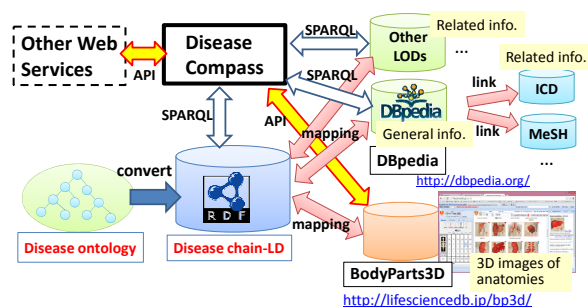 Other Web
Services
API
Disease
Compass
SPARQL
SPARQL
SPARQL
API
Related info.
Other
LODs
...
Related info.
ICD
link
link
MeSH
...
DBpedia
General info.
DBpedia
http://dbpedia.org/
mapping
convert
RDF
Disease ontology
Disease chain-LD
mapping
BodyParts3D
3D images of
anatomies
http://lifesciencedb.jp/bp3d/